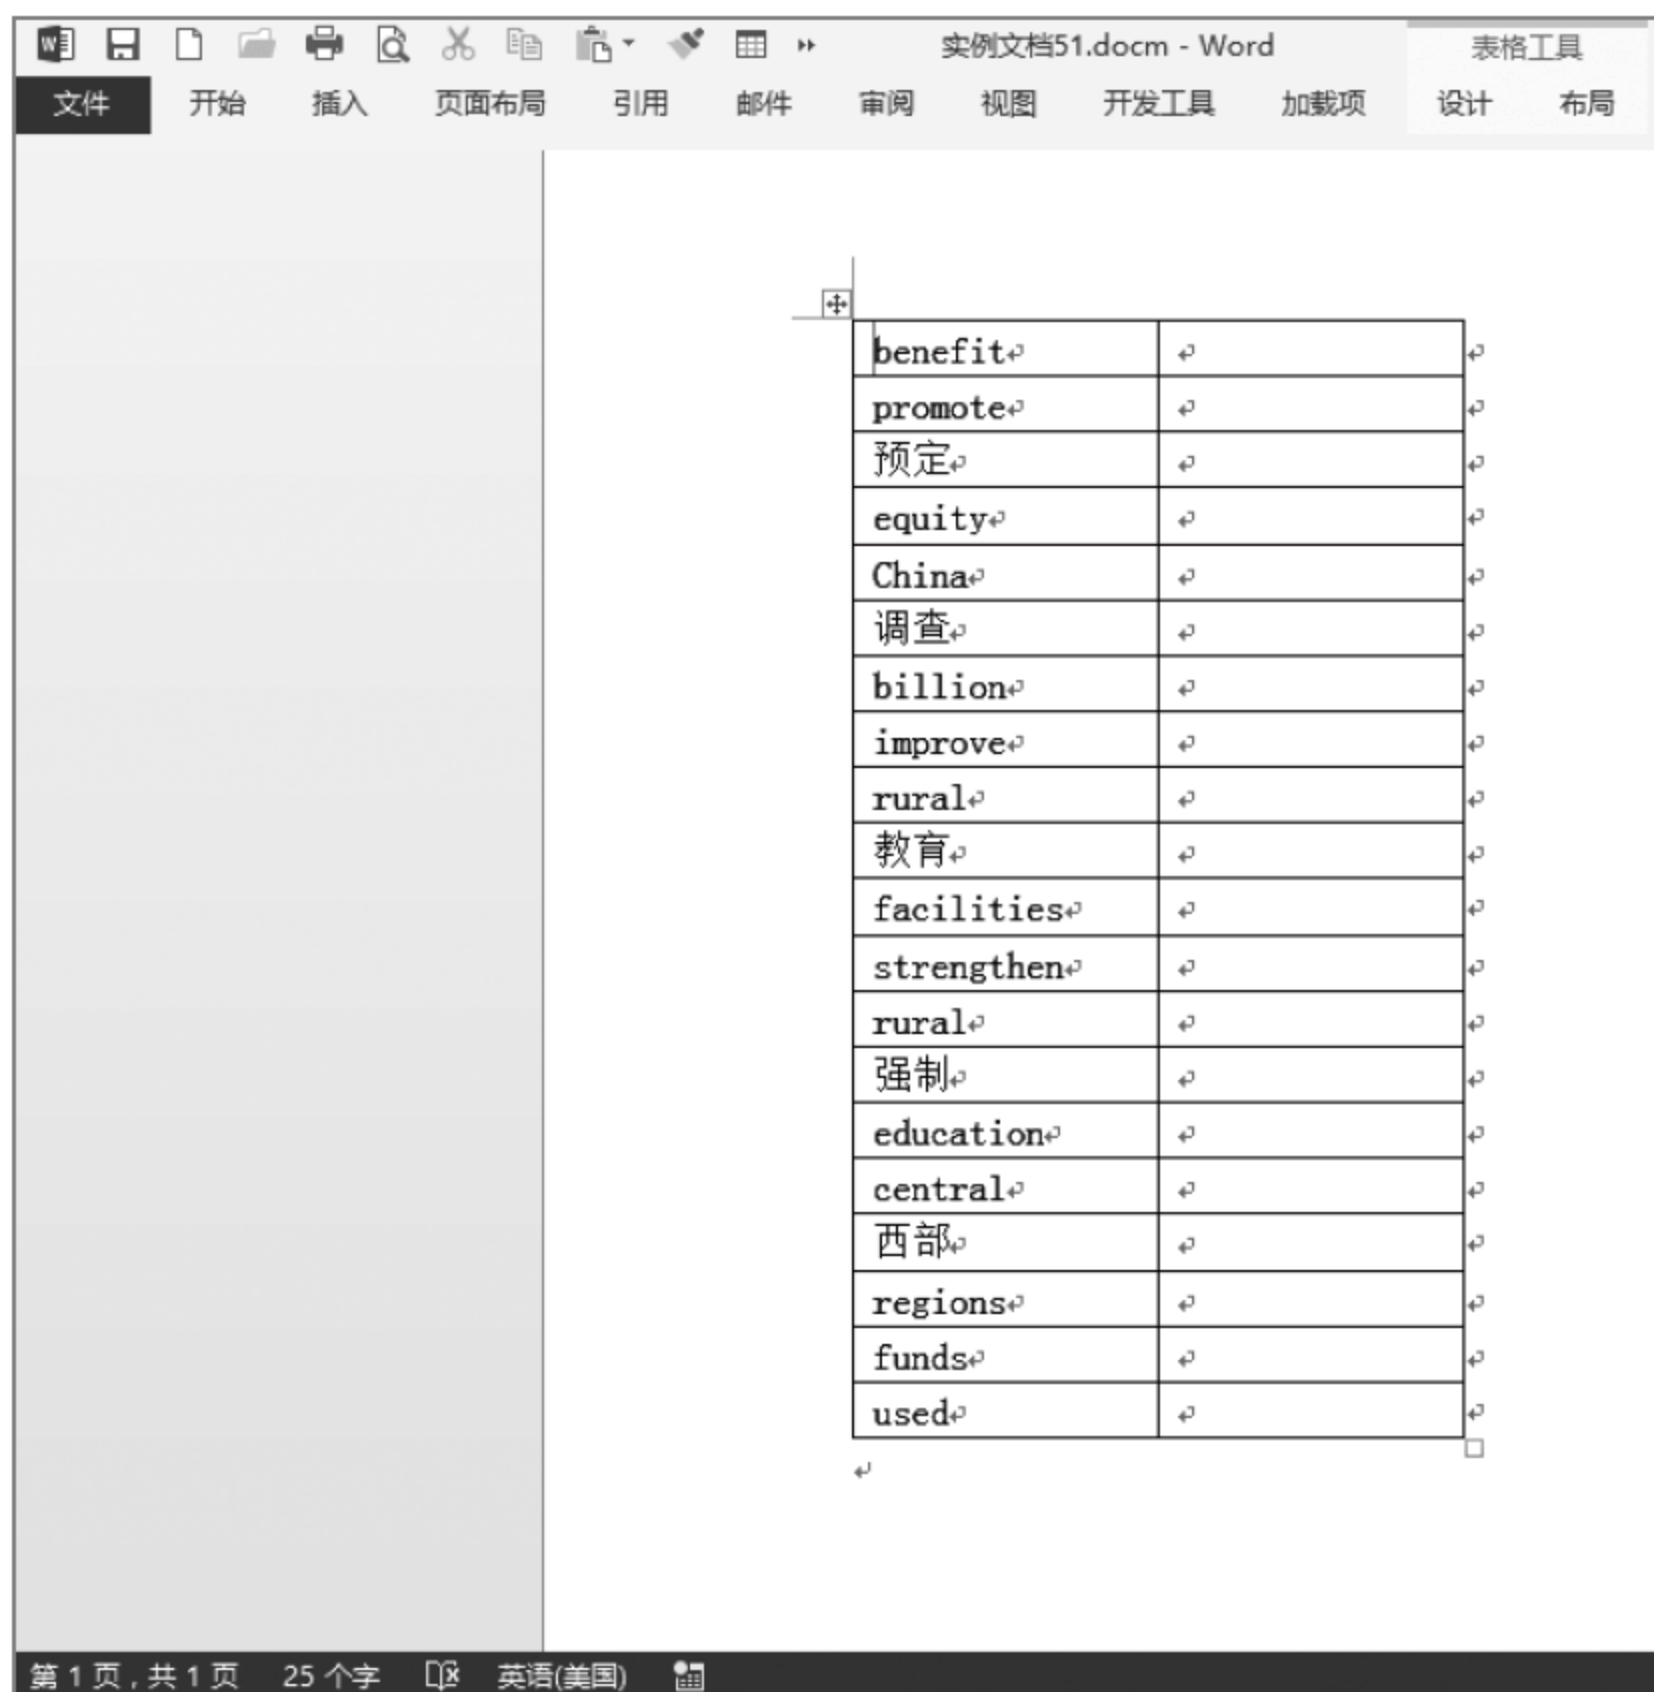 实例文档51.docm - Word
表格工具
文件 开始 插入 页面布局 引用 邮件 审阅 视图 开发工具 加载项 设计 布局
benefit
promote
预定
equity
China
调查
billion
improve
rural
教育
facilities
strengthen
rural
强制
education
central
西部
regions
funds
used
第 1 页，共 1 页 25 个字 英语(美国)